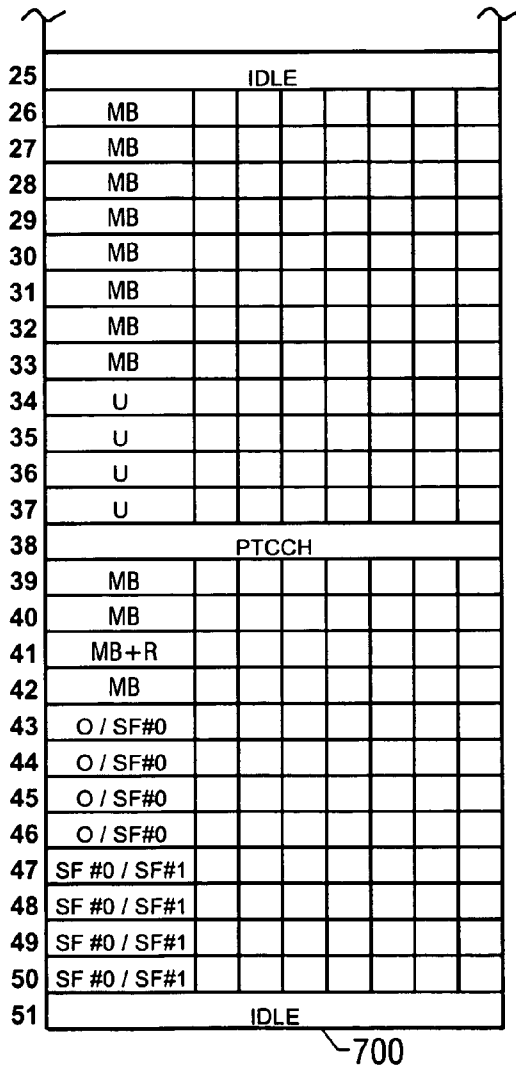 25 IDLE
26 MB
27 MB
28 MB
29 MB
30 MB
31 MB
32 MB
33 MB
34 U
35 U
36 U
37 U
38 PTCCH
39 MB
40 MB
41 MB+R
42 MB
43 O / SF#0
44 O / SF#0
45 O / SF#0
46 O / SF#0
47 SF #0 / SF#1
48 SF #0 / SF#1
49 SF #0 / SF#1
50 SF #0 / SF#1
51 IDLE
700